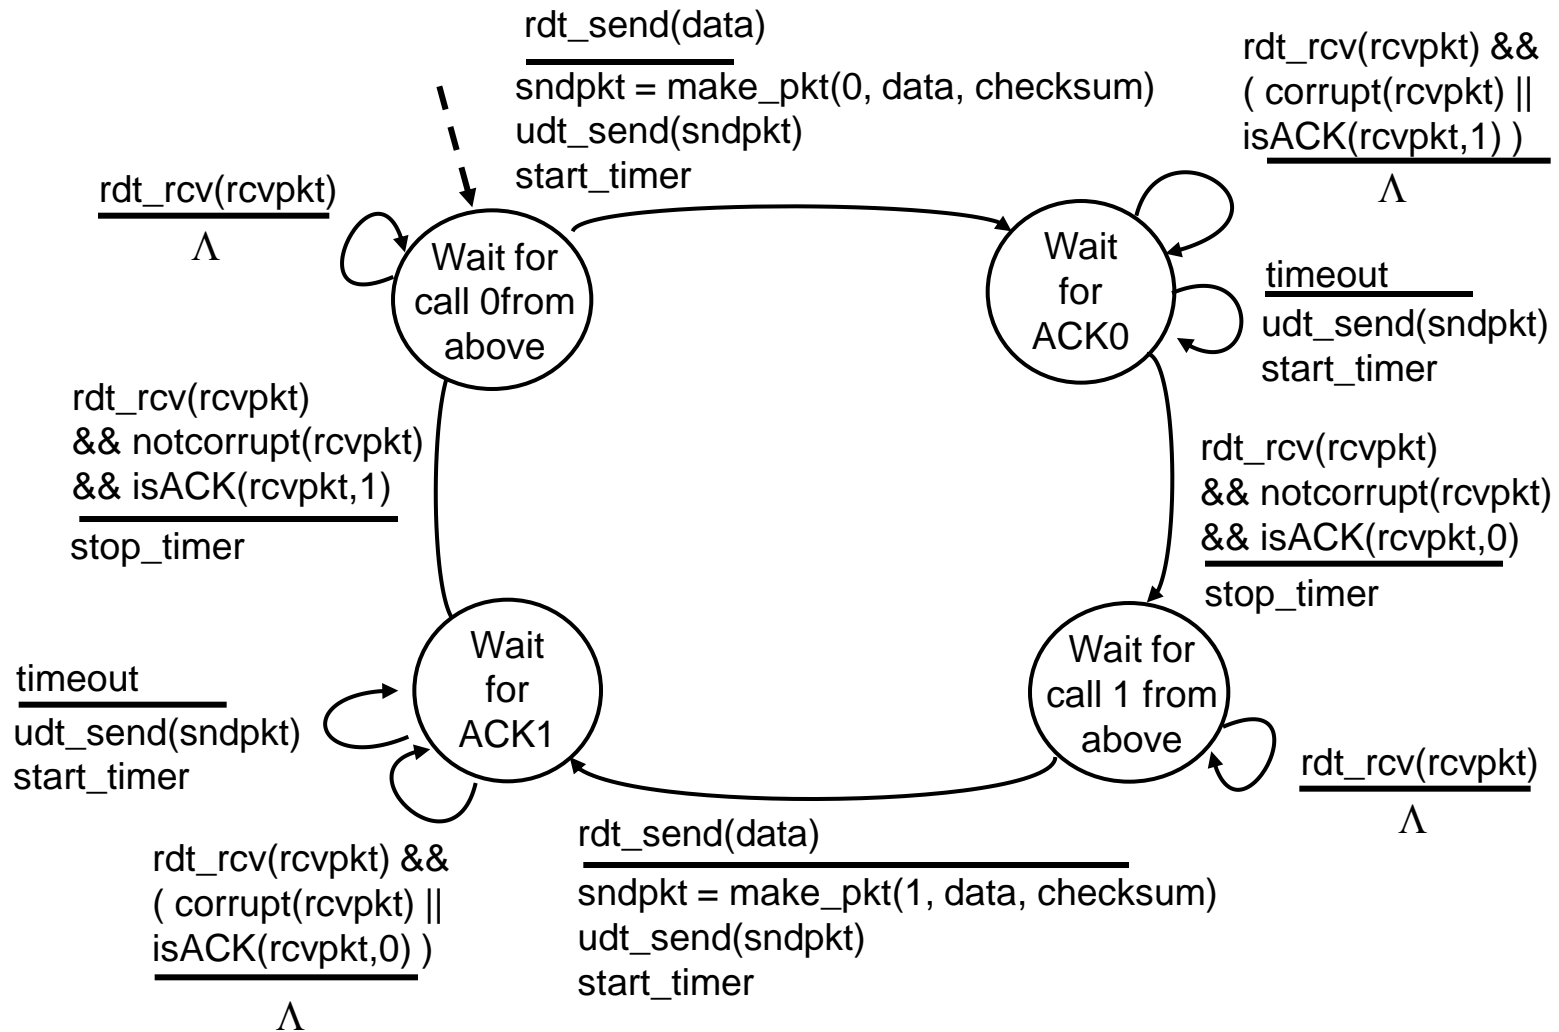 rdt_send(data)
sndpkt = make_pkt(0, data, checksum)
udt_send(sndpkt)
start_timer
rdt_rcv(rcvpkt) &&
( corrupt(rcvpkt) ||
isACK(rcvpkt,1) )
Λ
rdt_rcv(rcvpkt)
Λ
Wait for
call 0from
above
Wait
for
ACK0
timeout
udt_send(sndpkt)
start_timer
rdt_rcv(rcvpkt)
&& notcorrupt(rcvpkt)
&& isACK(rcvpkt,1)
stop_timer
rdt_rcv(rcvpkt)
&& notcorrupt(rcvpkt)
&& isACK(rcvpkt,0)
stop_timer
Wait
for
ACK1
Wait for
call 1 from
above
timeout
udt_send(sndpkt)
start_timer
rdt_rcv(rcvpkt)
Λ
rdt_rcv(rcvpkt) &&
( corrupt(rcvpkt) ||
isACK(rcvpkt,0) )
Λ
rdt_send(data)
sndpkt = make_pkt(1, data, checksum)
udt_send(sndpkt)
start_timer